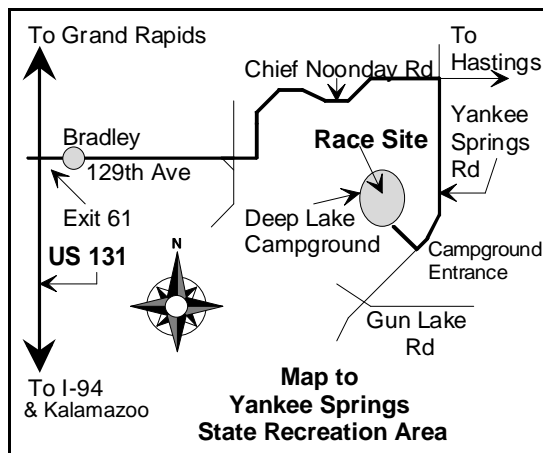 To Grand Rapids
To
Hastings
Chief Noonday Rd
Yankee
Springs
Rd
Bradley
129th Ave
Race Site
Exit 61
Deep Lake
Campground
US 131
N
Campground
Entrance
Gun Lake
Rd
To I-94
& Kalamazoo
Map to
Yankee Springs
State Recreation Area